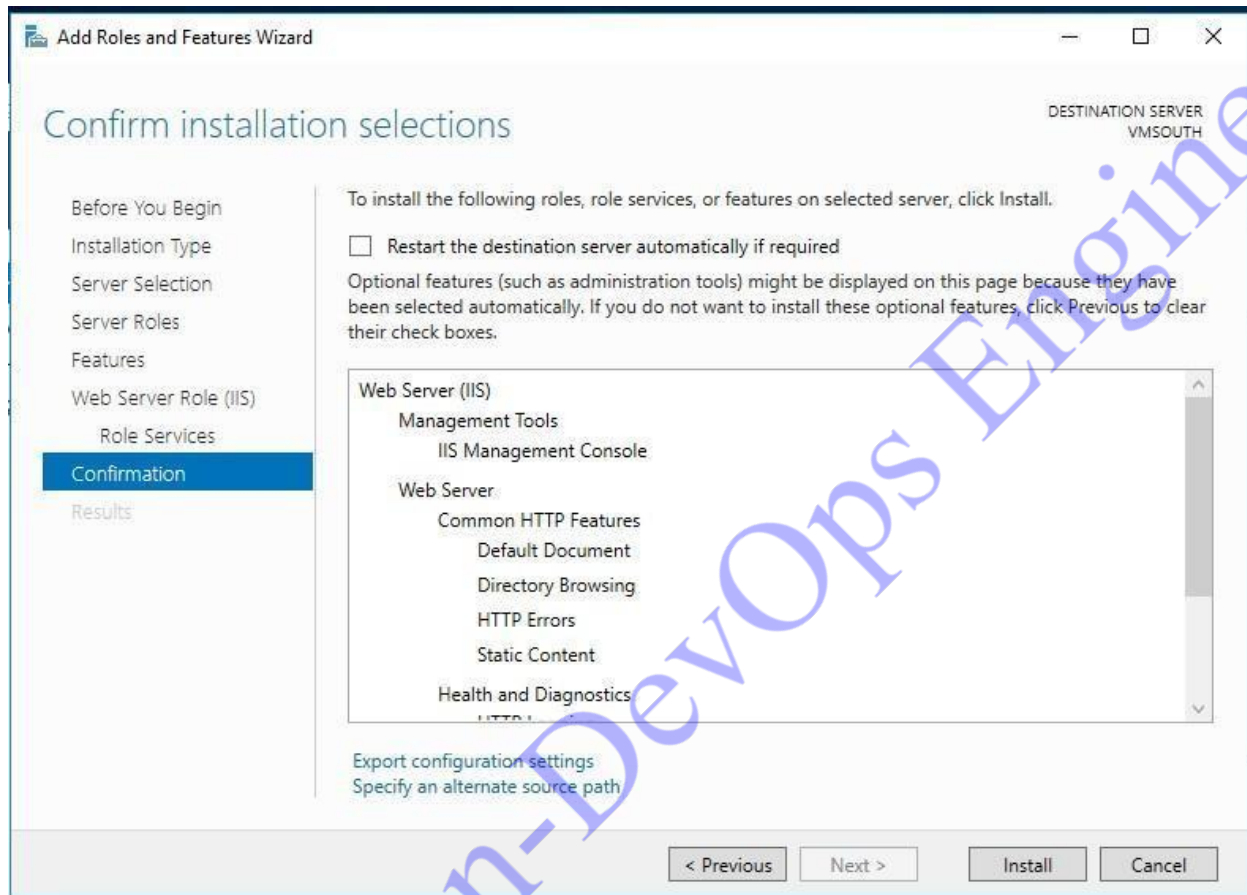 Add Roles and Features Wizard
Confirm installation selections
DESTINATION SERVER
VMSOUTH
Before You Begin
Installation Type
Server Selection
Server Roles
Features
Web Server Role (IIS)
Role Services
Confirmation
Results
To install the following roles, role services, or features on selected server, click Install.
Restart the destination server automatically if required
Optional features (such as administration tools) might be displayed on this page because they have
been selected automatically. If you do not want to install these optional features, click Previous to clear
their check boxes.
Web Server (IIS)
Management Tools
IIS Management Console
Web Server
Common HTTP Features
Default Document
Directory Browsing
HTTP Errors
Static Content
Health and Diagnostics
Export configuration settings
Specify an alternate source path
< Previous
Next >
Install
Cancel
DevOps